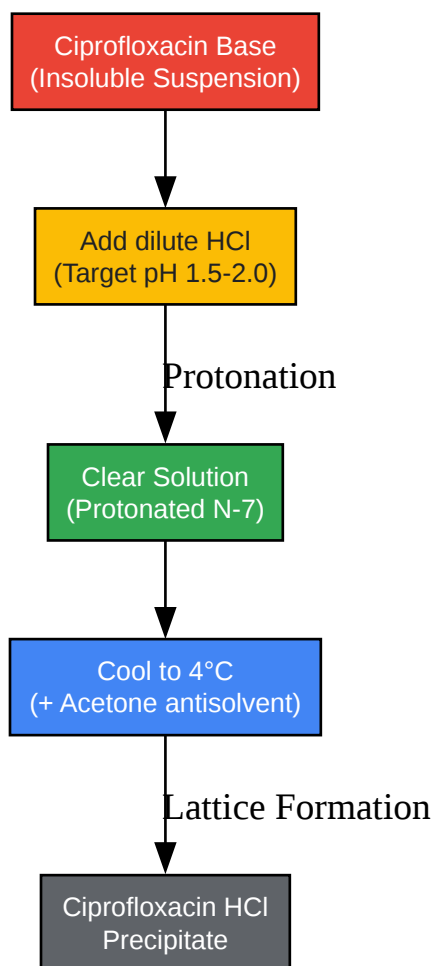 Ciprofloxacin Base
(Insoluble Suspension)
Add dilute HCl
(Target pH 1.5-2.0)
Protonation
Clear Solution
(Protonated N-7)
Cool to 4°C
(+ Acetone antisolvent)
Lattice Formation
Ciprofloxacin HCl
Precipitate